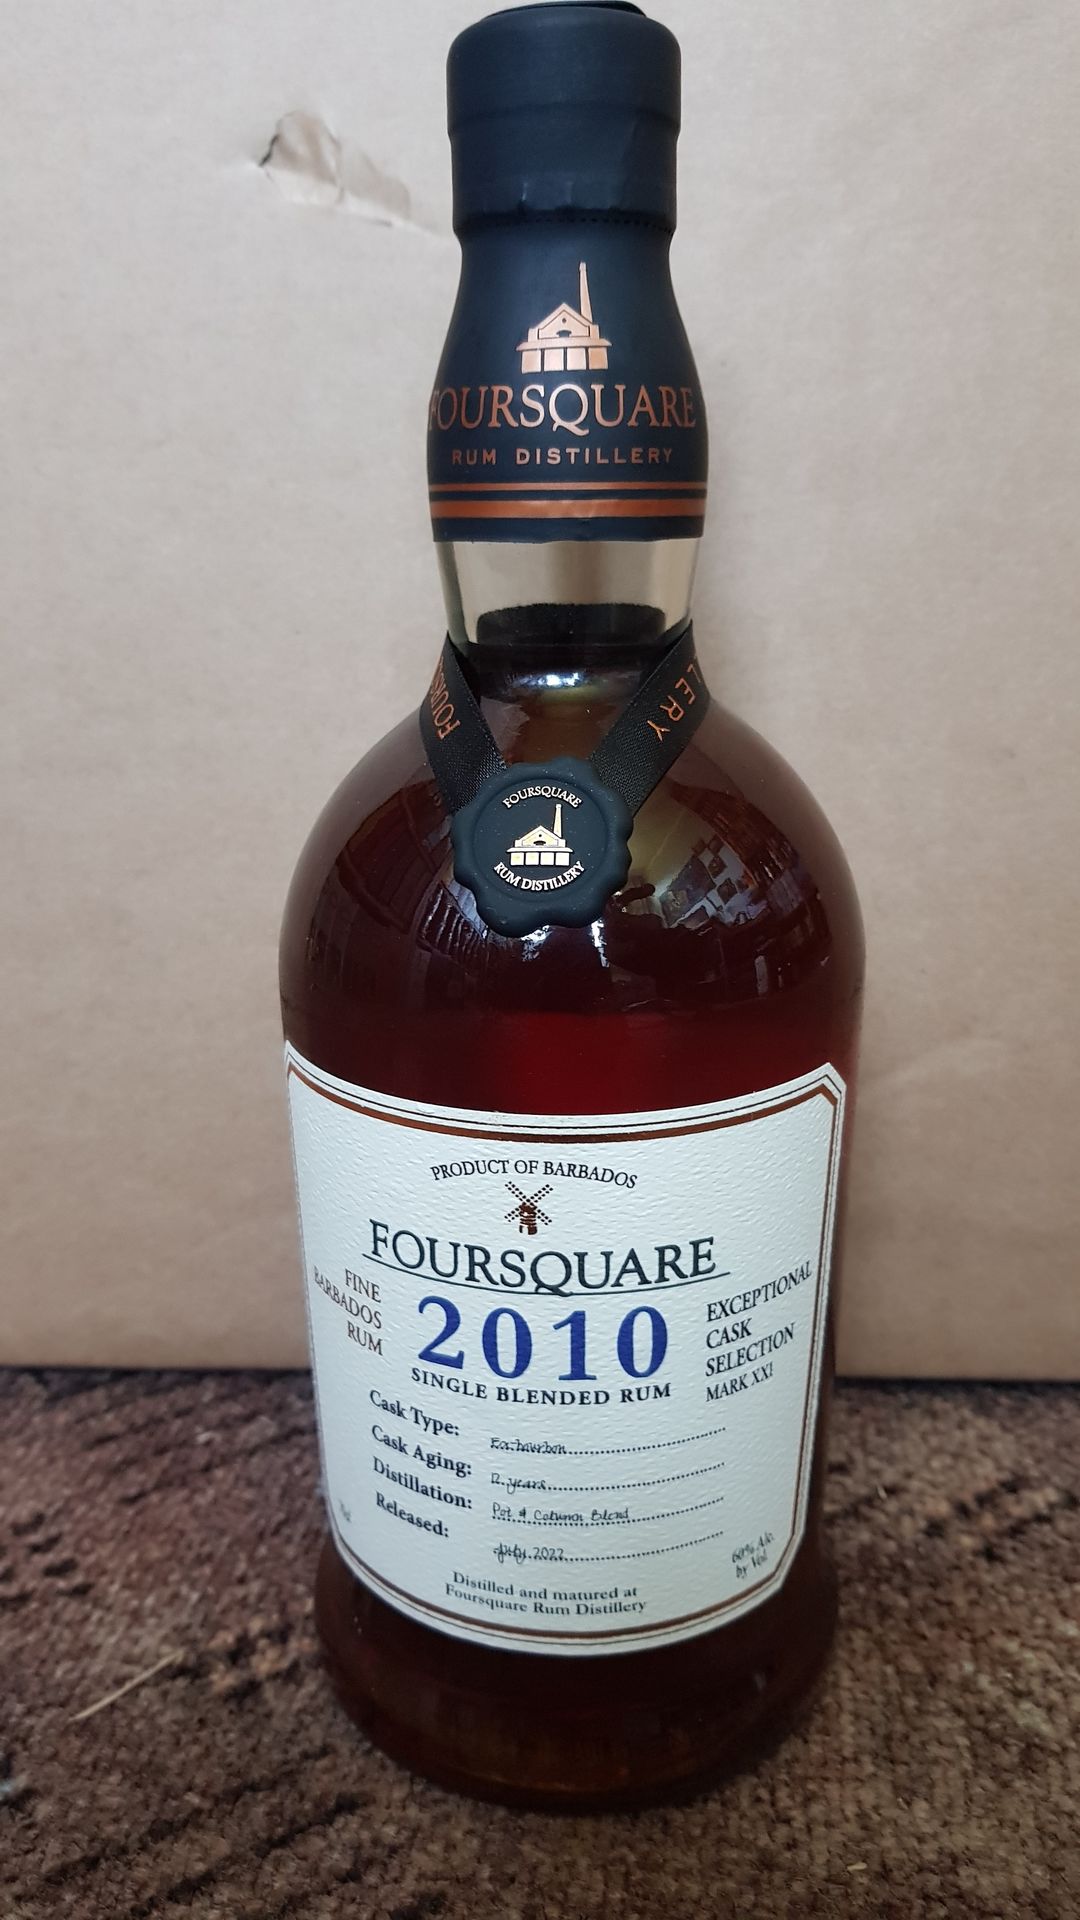 FOURSQUARE
RUM DISTILLERY
FOURS
LLERY
FOURSQUARE
RUM DISTILLERY
PRODUCT OF BARBADOS
FOURSQUARE
FINE
BARBADOS
RUM
2010
SINGLE BLENDED RUM
EXCEPTIONAL
CASK
SELECTION
MARK XXI
Cask Type: Ex-bourbon
Cask Aging: 12 years
Distillation: Pot & Column Blend
Released: July 2022
60% Alc.
by Vol.
Distilled and matured at
Foursquare Rum Distillery